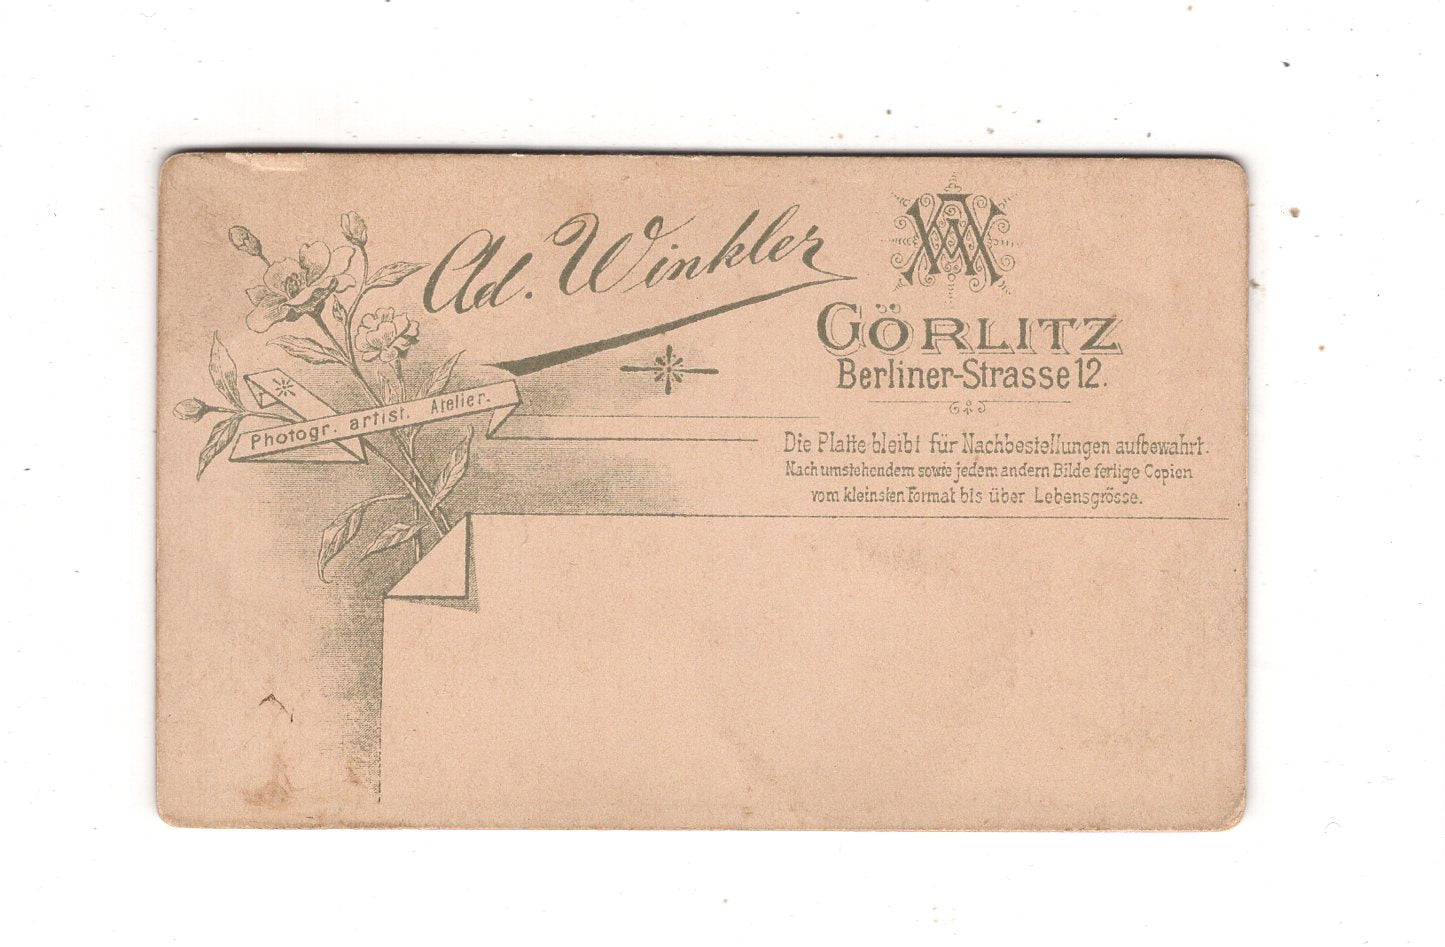 Ad. Winkler
AW
GÖRLITZ
Berliner-Strasse 12.
Photogr. artist. Atelier.
Die Platte bleibt für Nachbestellungen aufbewahrt.
Nach umstehendem sowie jedem andern Bilde fertige Copien
vom kleinsten Format bis über Lebensgrösse.